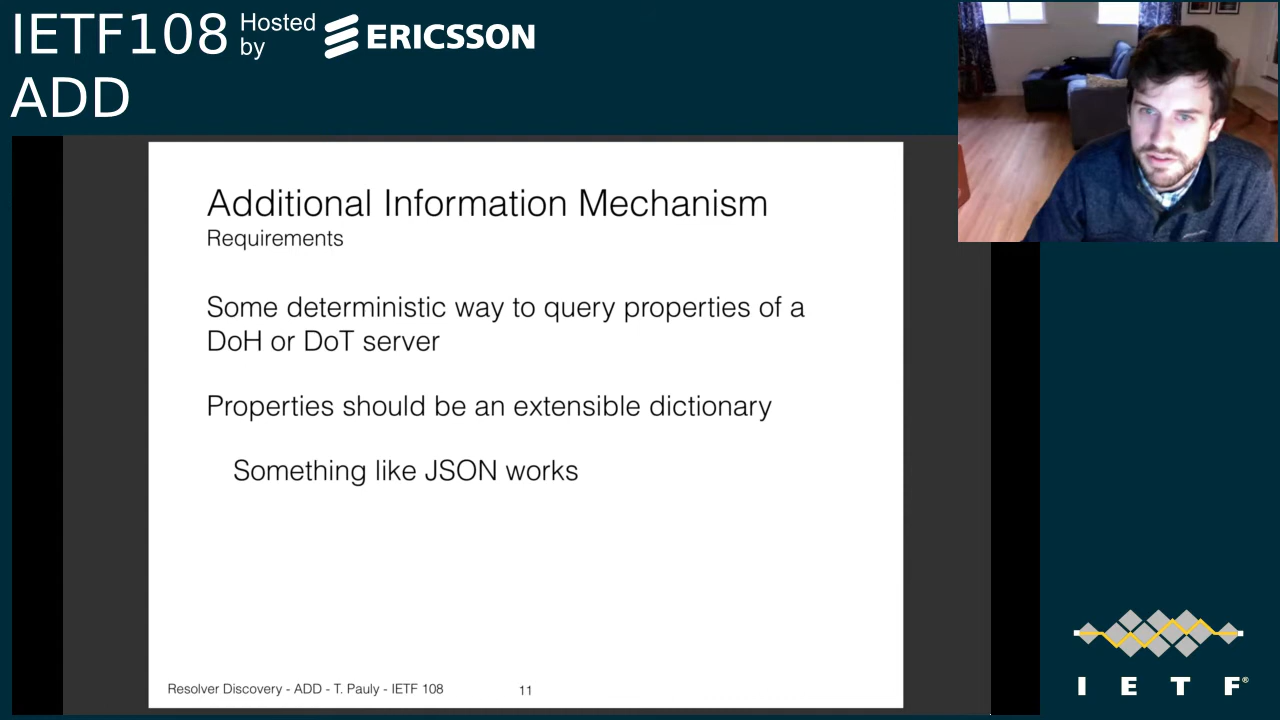 IETF108 Hosted
by
ERICSSON
ADD
Additional Information Mechanism
Requirements
Some deterministic way to query properties of a
DoH or DoT server
Properties should be an extensible dictionary
Something like JSON works
Resolver Discovery - ADD - T. Pauly - IETF 108 11
I E T F®